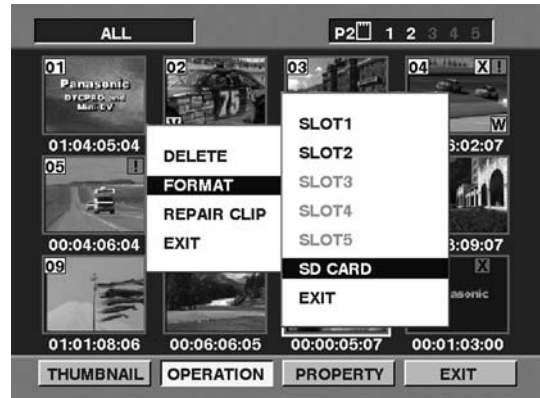 ALL
P2 1 2 3 4 5
01 02 03 04 X !
Panasonic
DVCPRO and
Mini-DV
75
W
W
01:04:05:04
:02:07
05 !
00:04:06:04
:09:07
09
X
asonic
01:01:08:06 00:06:06:05 00:00:05:07 00:01:03:00
DELETE
FORMAT
REPAIR CLIP
EXIT
SLOT1
SLOT2
SLOT3
SLOT4
SLOT5
SD CARD
EXIT
THUMBNAIL OPERATION PROPERTY EXIT